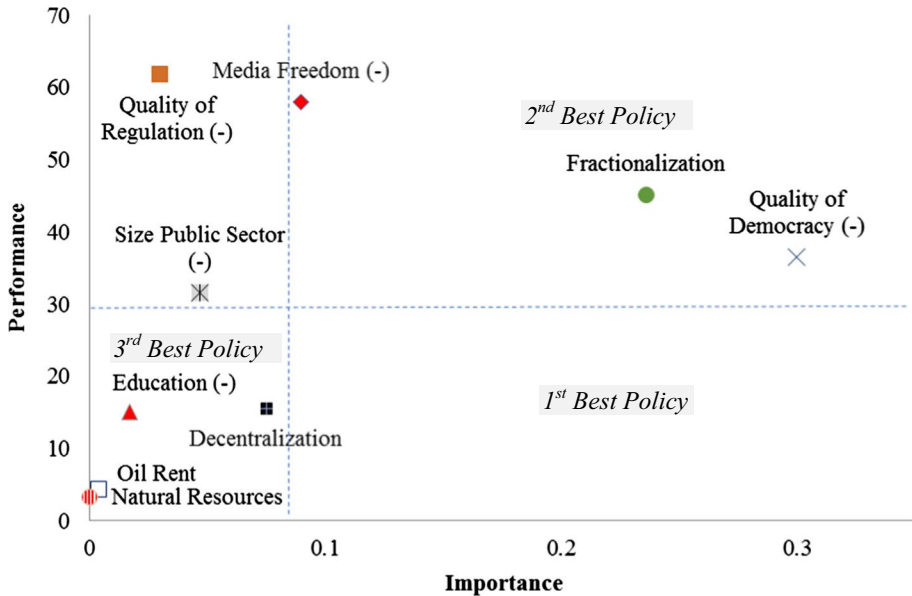 70
60
50
40
30
20
10
0
Performance
Media Freedom (-)
Quality of
Regulation (-)
2nd Best Policy
Fractionalization
Quality of
Democracy (-)
Size Public Sector
(-)
3rd Best Policy
Education (-)
1st Best Policy
Decentralization
Oil Rent
Natural Resources
0
0.1
0.2
0.3
Importance